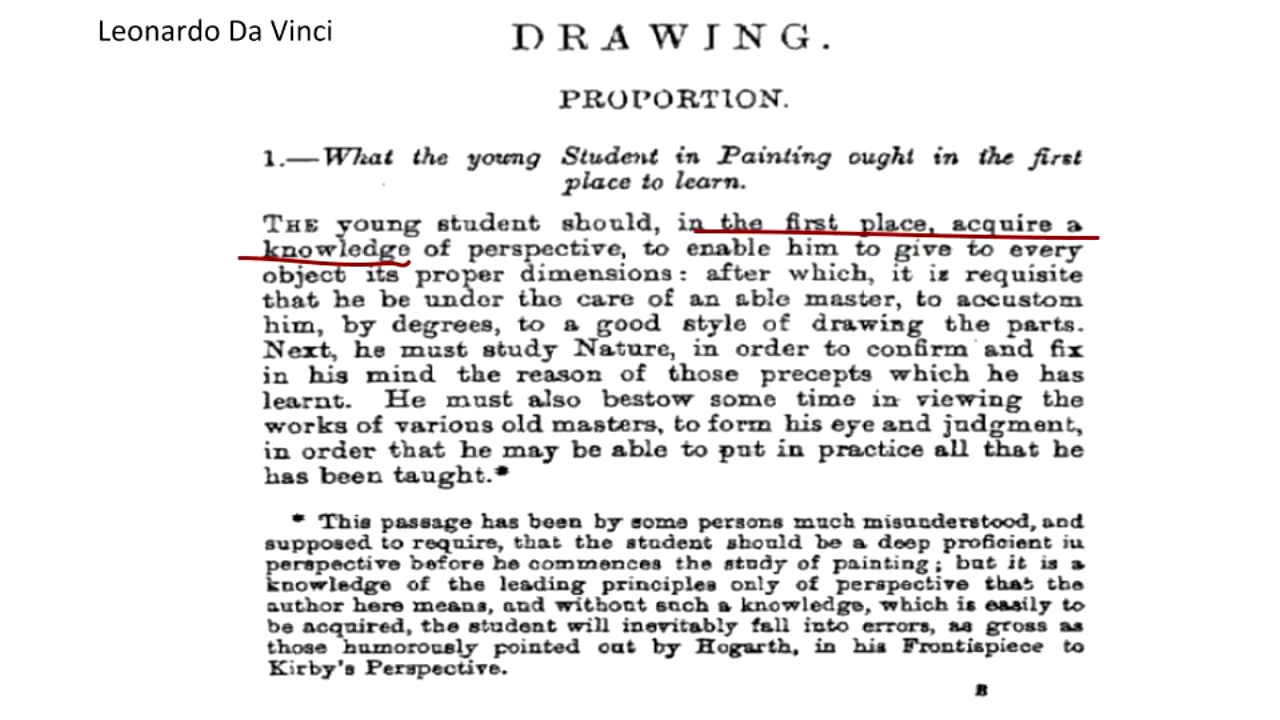 Leonardo Da Vinci
DRAWING.
PROPORTION.
1.—What the young Student in Painting ought in the first
place to learn.
THE young student should, in the first place, acquire a
knowledge of perspective, to enable him to give to every
object its proper dimensions: after which, it is requisite
that he be under the care of an able master, to accustom
him, by degrees, to a good style of drawing the parts.
Next, he must study Nature, in order to confirm and fix
in his mind the reason of those precepts which he has
learnt. He must also bestow some time in viewing the
works of various old masters, to form his eye and judgment,
in order that he may be able to put in practice all that he
has been taught.*
* This passage has been by some persons much misunderstood, and
supposed to require, that the student should be a deep proficient in
perspective before he commences the study of painting; but it is a
knowledge of the leading principles only of perspective that the
author here means, and without such a knowledge, which is easily to
be acquired, the student will inevitably fall into errors, as gross as
those humorously pointed out by Hogarth, in his Frontispiece to
Kirby's Perspective.
B